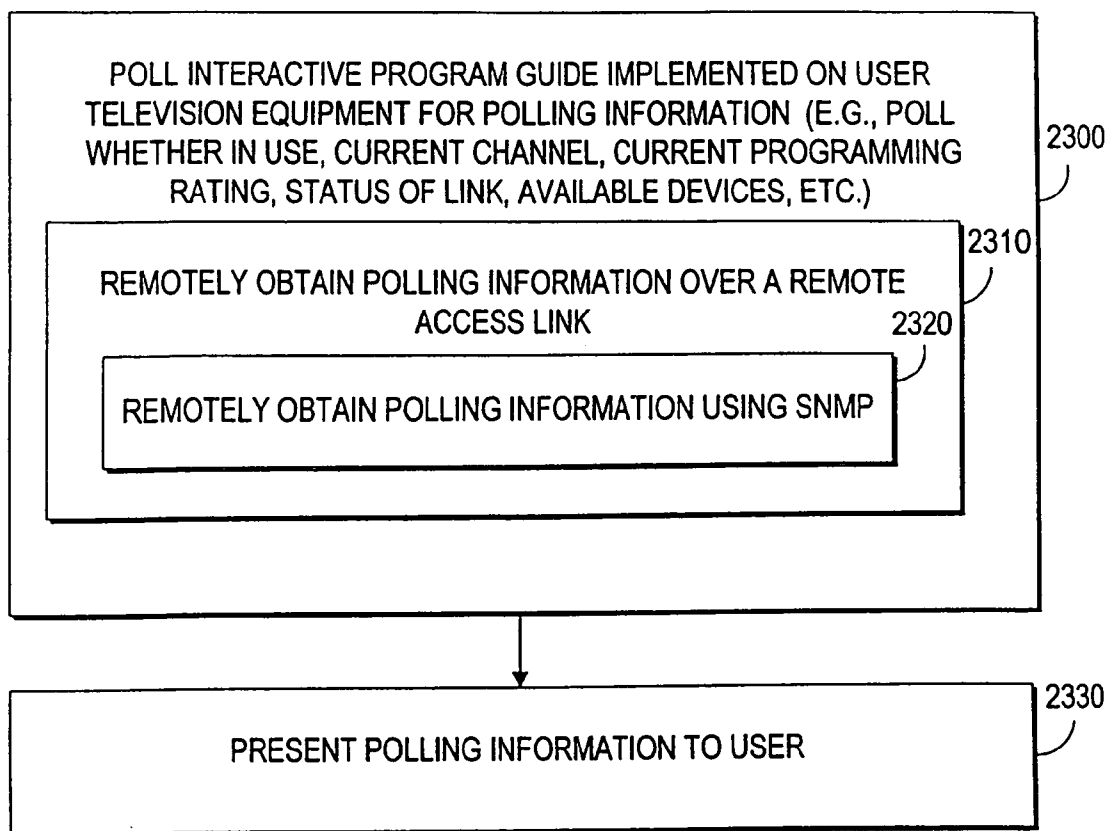 POLL INTERACTIVE PROGRAM GUIDE IMPLEMENTED ON USER
TELEVISION EQUIPMENT FOR POLLING INFORMATION (E.G., POLL
WHETHER IN USE, CURRENT CHANNEL, CURRENT PROGRAMMING
RATING, STATUS OF LINK, AVAILABLE DEVICES, ETC.)
2300
2310
REMOTELY OBTAIN POLLING INFORMATION OVER A REMOTE
ACCESS LINK
2320
REMOTELY OBTAIN POLLING INFORMATION USING SNMP
2330
PRESENT POLLING INFORMATION TO USER